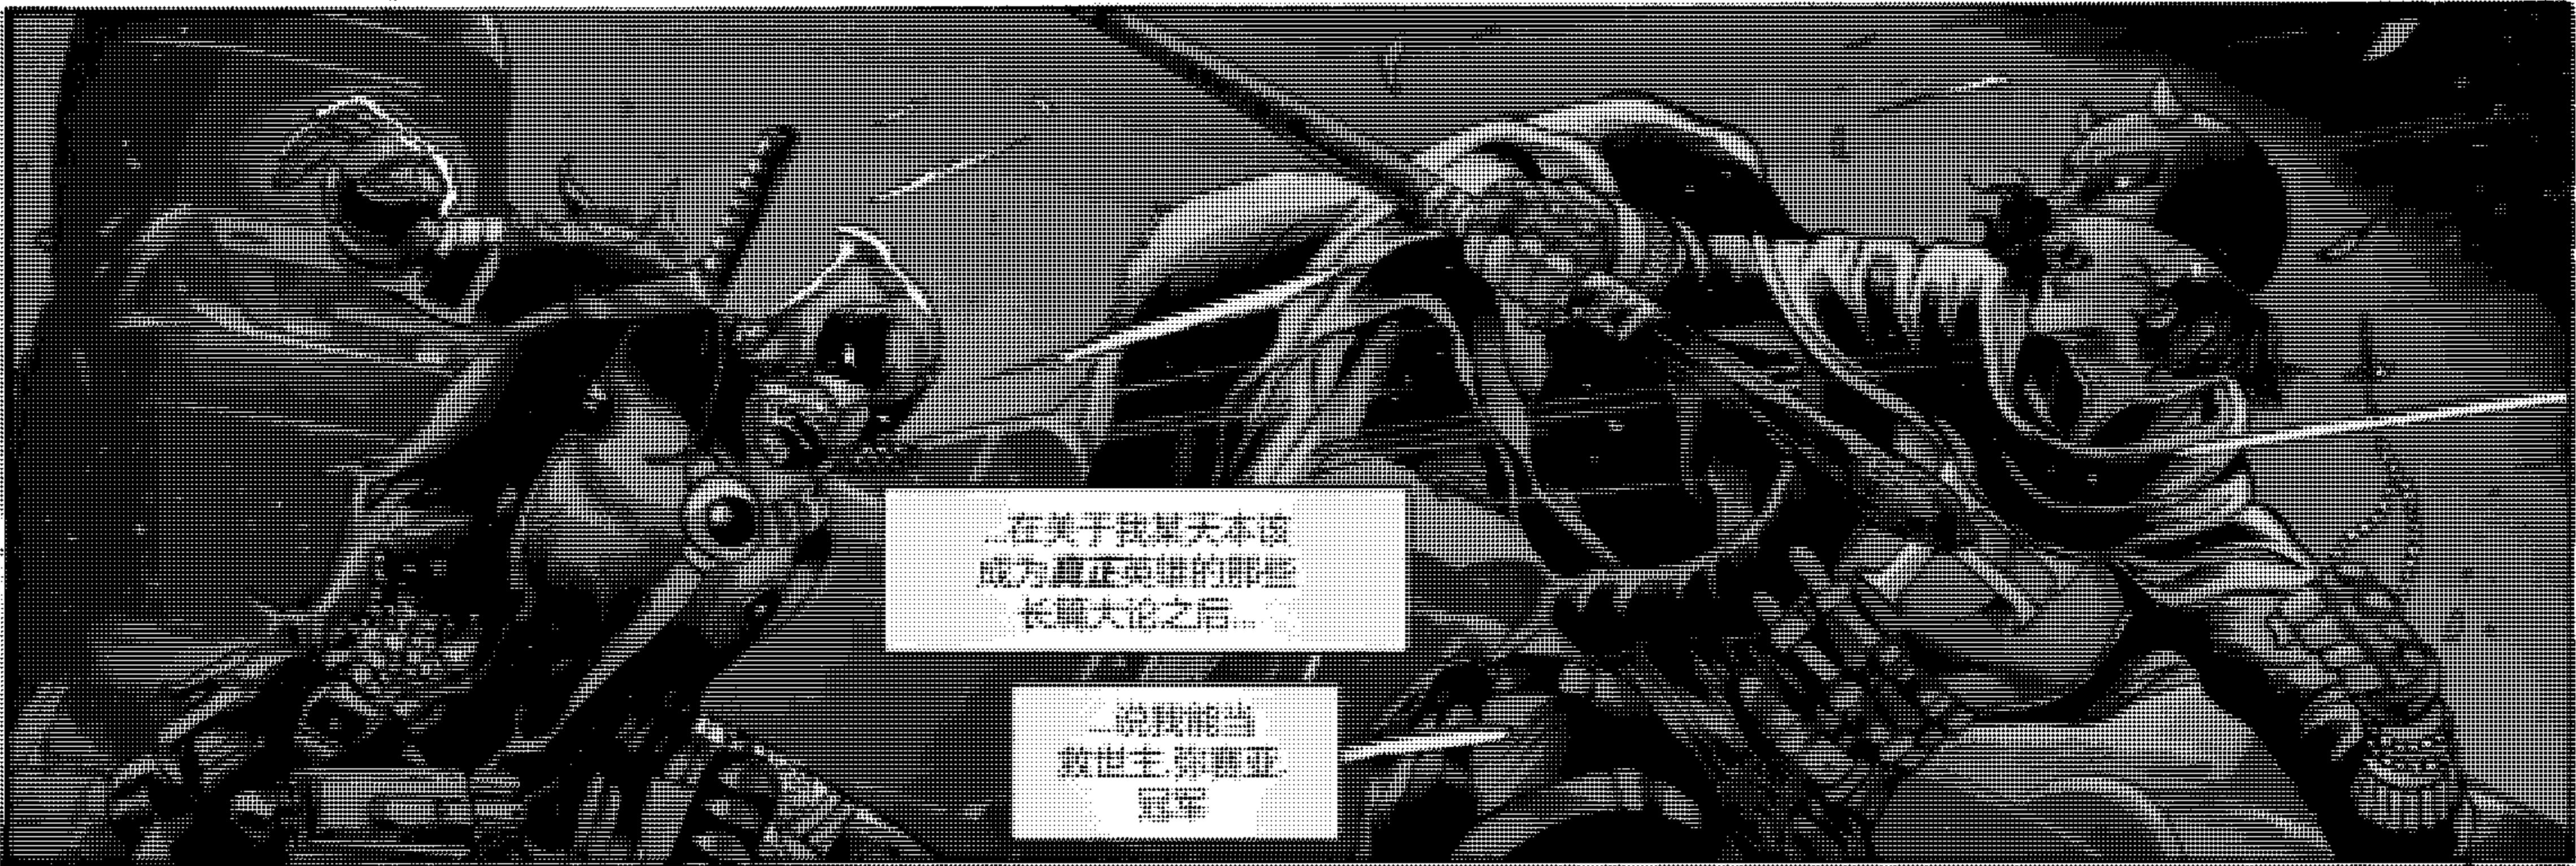 ...在关于我某天本该
成为真正英雄的那些
长篇大论之后...
...说我能当
救世主,弥赛亚,
冠军